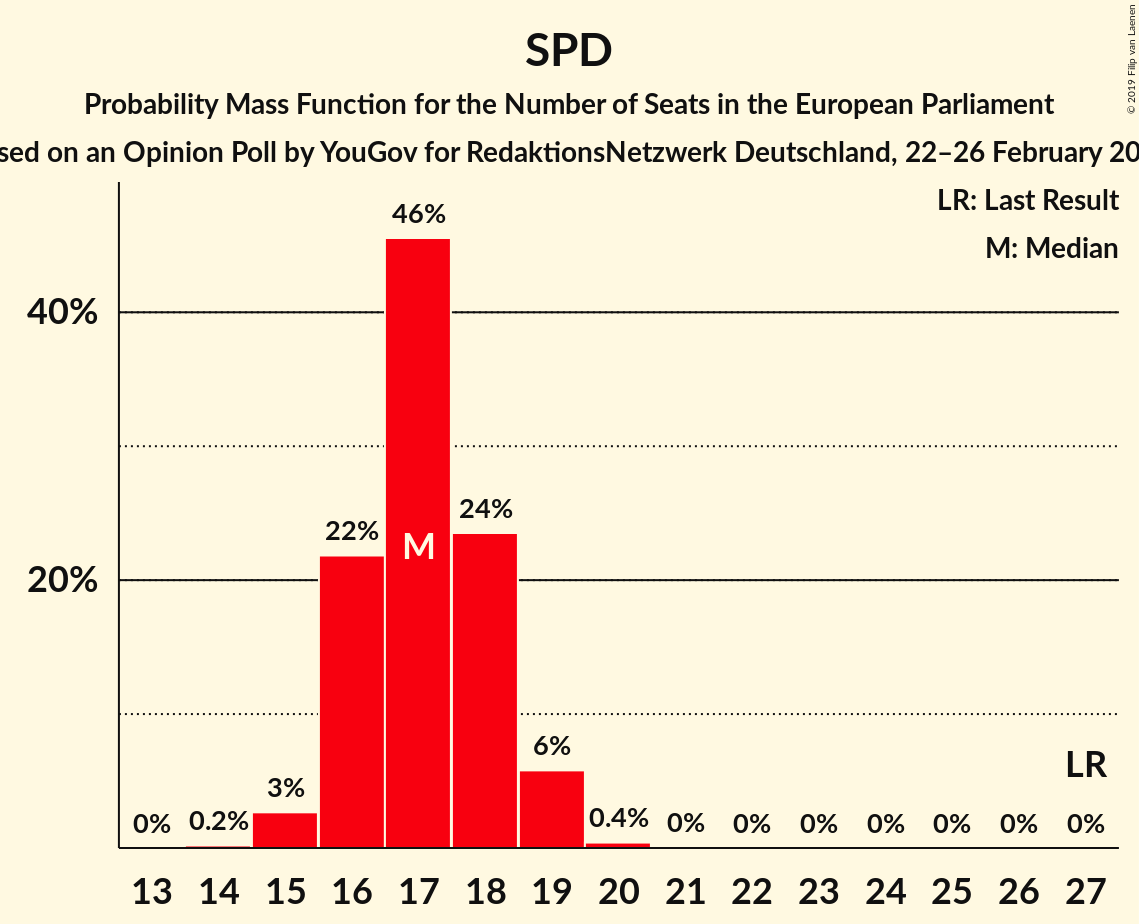 SPD
Probability Mass Function for the Number of Seats in the European Parliament
sed on an Opinion Poll by YouGov for RedaktionsNetzwerk Deutschland, 22–26 February 20
© 2019 Filip van Laenen
LR: Last Result
M: Median
46%
40%
24%
22%
M
20%
6%
LR
3%
0% 0.2% 0.4% 0% 0% 0% 0% 0% 0% 0%
13 14 15 16 17 18 19 20 21 22 23 24 25 26 27